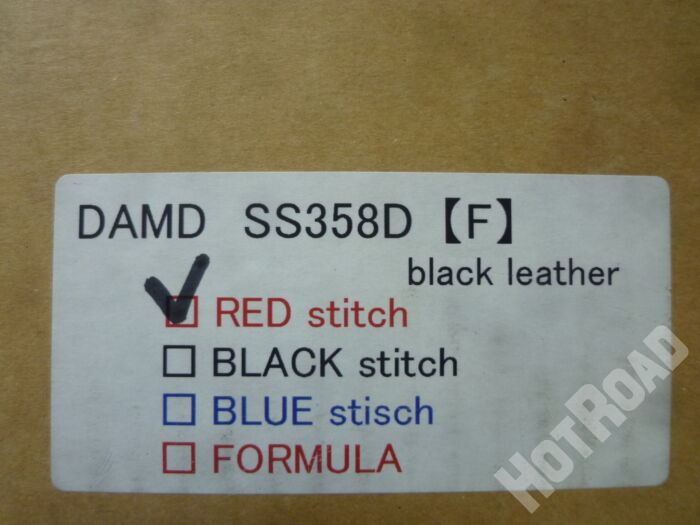 DAMD SS358D 【F】
black leather
RED stitch
BLACK stitch
BLUE stisch
FORMULA
HOTROAD